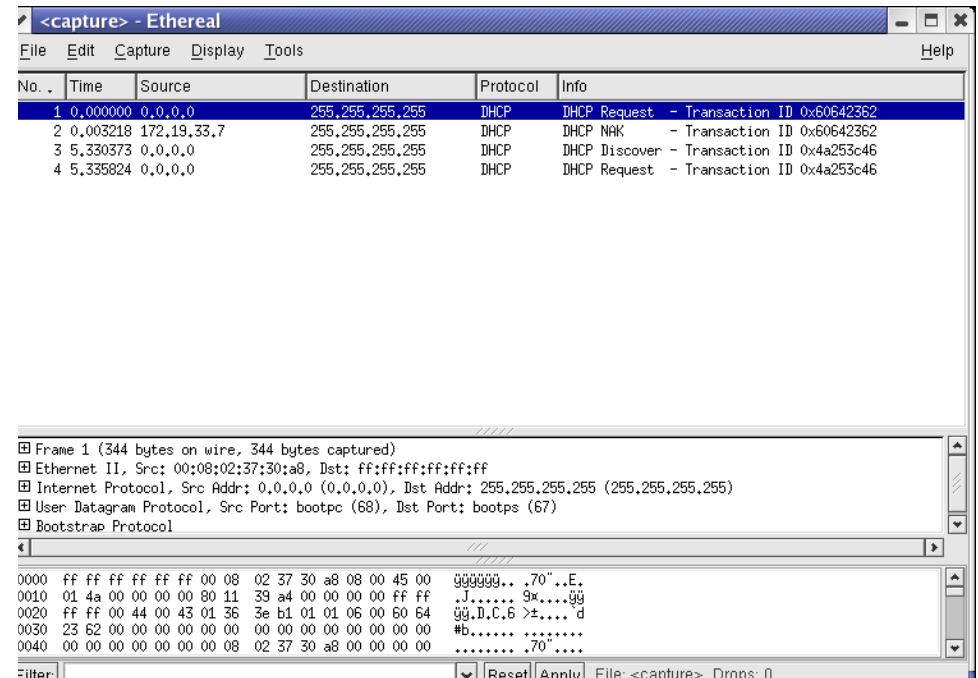 <capture> - Ethereal
File Edit Capture Display Tools Help
No. . Time Source Destination Protocol Info
1 0.000000 0.0.0.0 255.255.255.255 DHCP DHCP Request - Transaction ID 0x60642362
2 0.003218 172.19.33.7 255.255.255.255 DHCP DHCP NAK - Transaction ID 0x60642362
3 5.330373 0.0.0.0 255.255.255.255 DHCP DHCP Discover - Transaction ID 0x4a253c46
4 5.335824 0.0.0.0 255.255.255.255 DHCP DHCP Request - Transaction ID 0x4a253c46
Frame 1 (344 bytes on wire, 344 bytes captured)
Ethernet II, Src: 00:08:02:37:30:a8, Dst: ff:ff:ff:ff:ff:ff
Internet Protocol, Src Addr: 0.0.0.0 (0.0.0.0), Dst Addr: 255.255.255.255 (255.255.255.255)
User Datagram Protocol, Src Port: bootpc (68), Dst Port: bootps (67)
Bootstrap Protocol
0000 ff ff ff ff ff ff 00 08 02 37 30 a8 08 00 45 00 ÿÿÿÿÿÿ.. .70¨..E.
0010 01 4a 00 00 00 00 80 11 39 a4 00 00 00 00 ff ff .J...... 9¤....ÿÿ
0020 ff ff 00 44 00 43 01 36 3e b1 01 01 06 00 60 64 ÿÿ.D.C.6 >±....`d
0030 23 62 00 00 00 00 00 00 00 00 00 00 00 00 00 00 #b...... ........
0040 00 00 00 00 00 00 00 08 02 37 30 a8 00 00 00 00 ........ .70¨....
Filter: Reset Apply File: <capture> Drops: 0